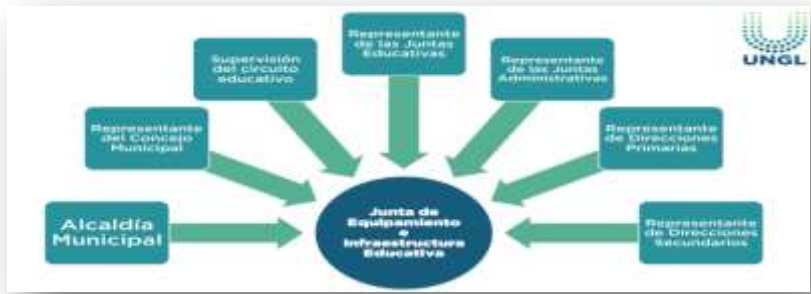 Representante
de las Juntas
Educativas
UNGL
Supervisión
del circuito
educativo
Representante
de las Juntas
Administrativas
Representante
del Concejo
Municipal
Representante
de Direcciones
Primarias
Alcaldía
Municipal
Junta de
Equipamiento
e
Infraestructura
Educativa
Representante
de Direcciones
Secundarios